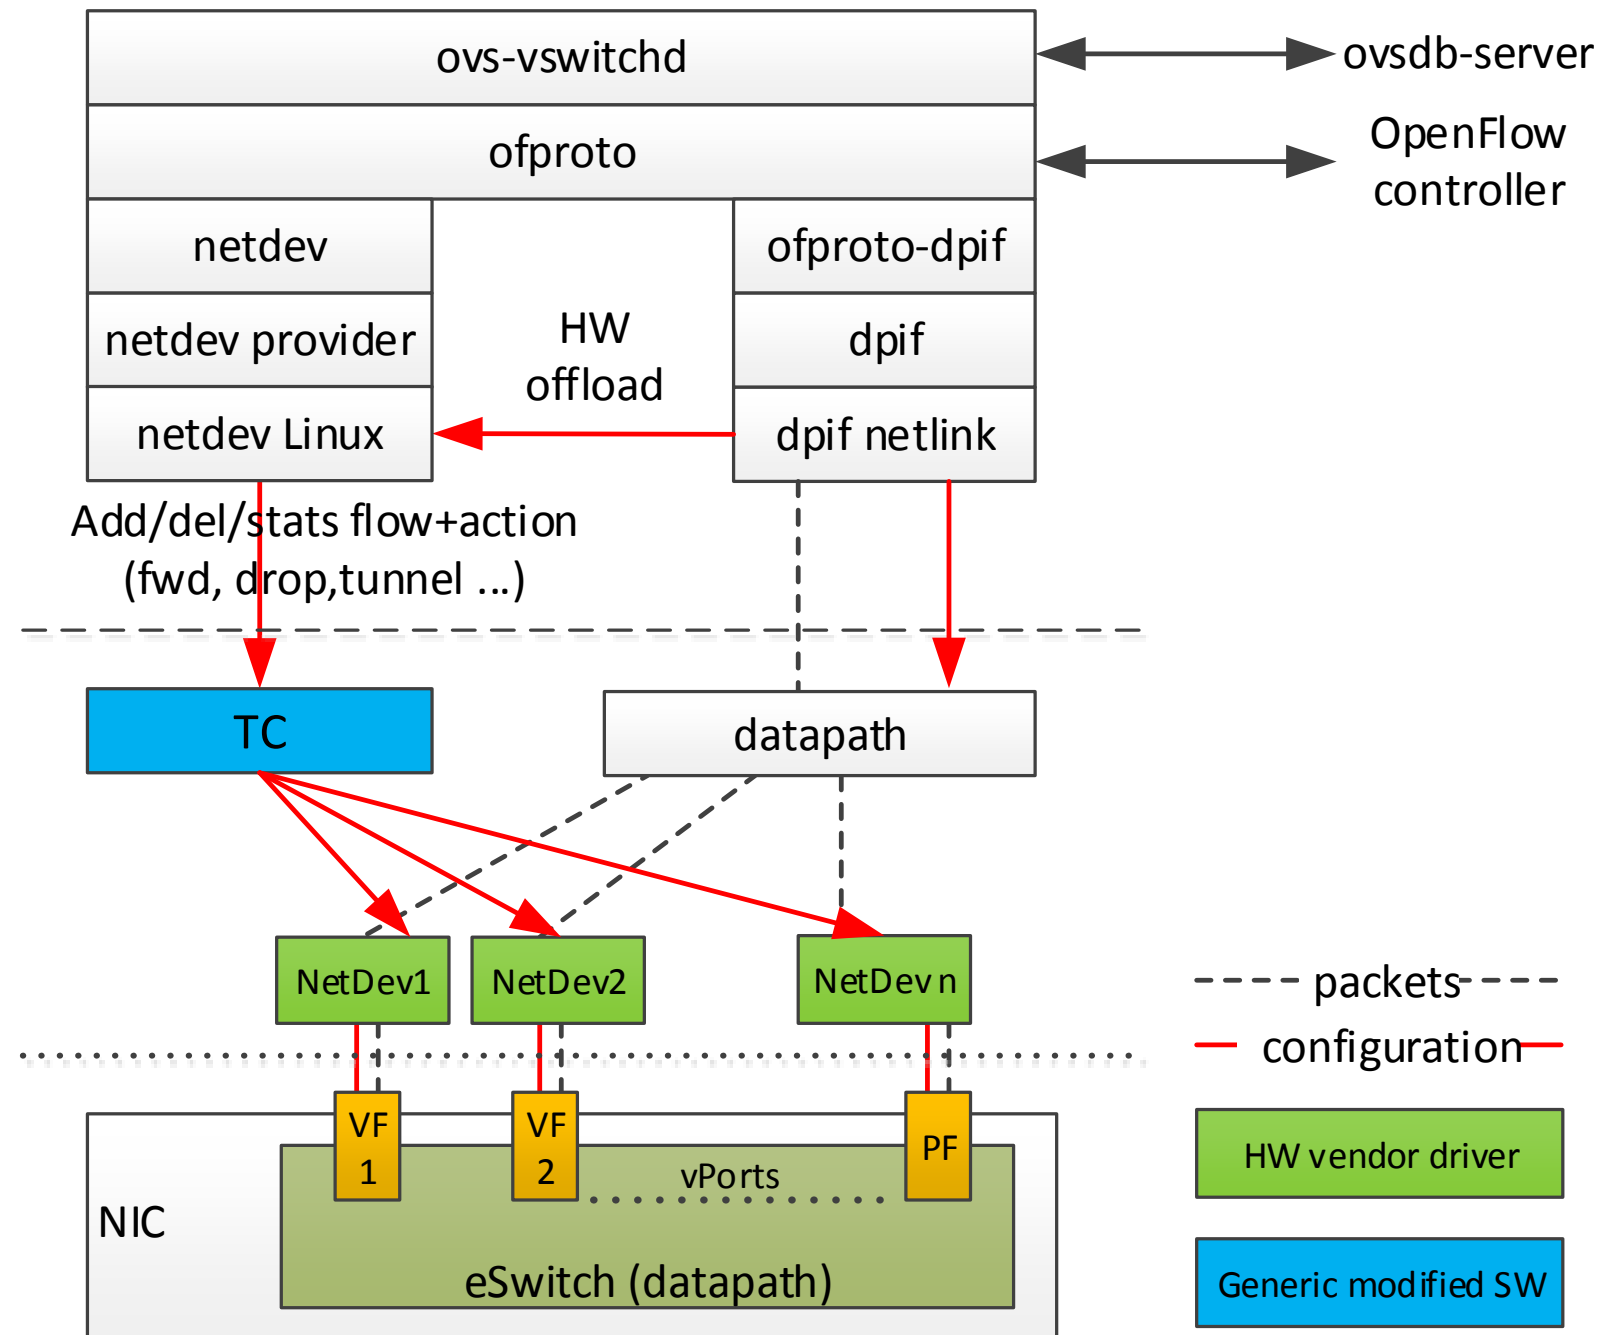 ovs-vswitchd
ovsdb-server
ofproto
OpenFlow
controller
netdev
ofproto-dpif
netdev provider
HW
offload
dpif
netdev Linux
dpif netlink
Add/del/stats flow+action
(fwd, drop,tunnel ...)
TC
datapath
NetDev1
NetDev2
NetDev n
packets
configuration
VF
1
VF
2
vPorts
PF
HW vendor driver
NIC
eSwitch (datapath)
Generic modified SW